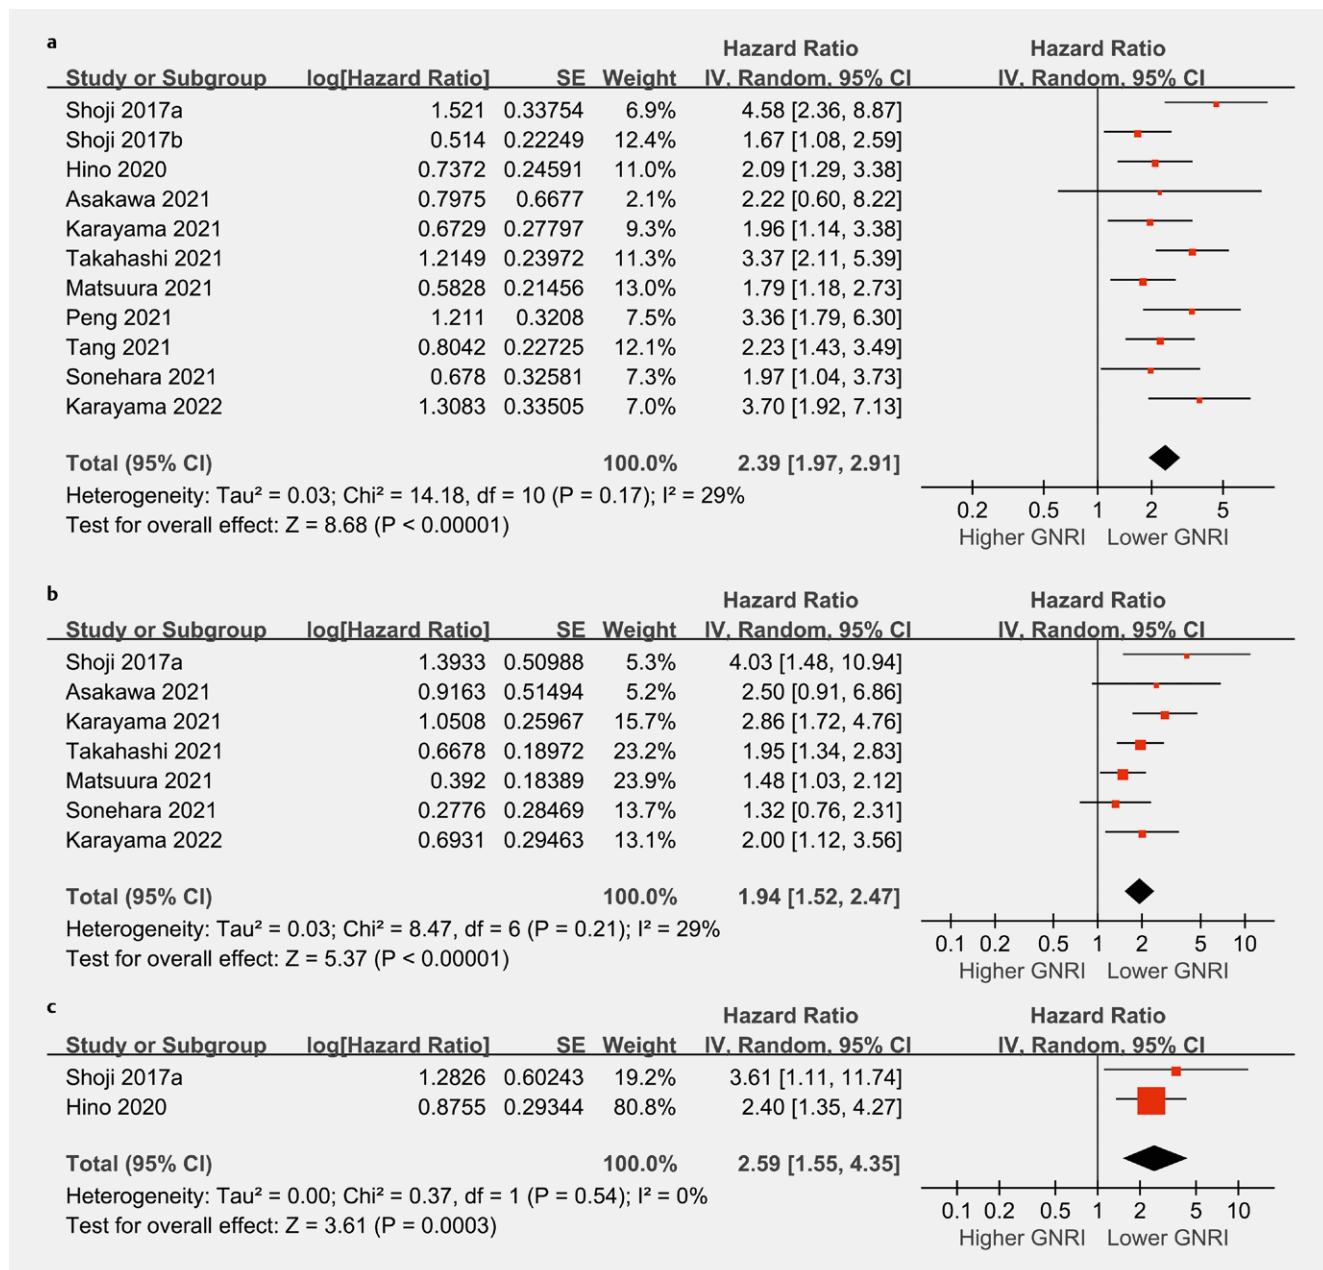 a
Hazard Ratio Hazard Ratio
Study or Subgroup log[Hazard Ratio] SE Weight IV, Random, 95% CI IV, Random, 95% CI
Shoji 2017a 1.521 0.33754 6.9% 4.58 [2.36, 8.87]
Shoji 2017b 0.514 0.22249 12.4% 1.67 [1.08, 2.59]
Hino 2020 0.7372 0.24591 11.0% 2.09 [1.29, 3.38]
Asakawa 2021 0.7975 0.6677 2.1% 2.22 [0.60, 8.22]
Karayama 2021 0.6729 0.27797 9.3% 1.96 [1.14, 3.38]
Takahashi 2021 1.2149 0.23972 11.3% 3.37 [2.11, 5.39]
Matsuura 2021 0.5828 0.21456 13.0% 1.79 [1.18, 2.73]
Peng 2021 1.211 0.3208 7.5% 3.36 [1.79, 6.30]
Tang 2021 0.8042 0.22725 12.1% 2.23 [1.43, 3.49]
Sonehara 2021 0.678 0.32581 7.3% 1.97 [1.04, 3.73]
Karayama 2022 1.3083 0.33505 7.0% 3.70 [1.92, 7.13]
Total (95% CI) 100.0% 2.39 [1.97, 2.91]
Heterogeneity: Tau² = 0.03; Chi² = 14.18, df = 10 (P = 0.17); I² = 29%
Test for overall effect: Z = 8.68 (P < 0.00001)
0.2 0.5 1 2 5
Higher GNRI Lower GNRI
b
Hazard Ratio Hazard Ratio
Study or Subgroup log[Hazard Ratio] SE Weight IV, Random, 95% CI IV, Random, 95% CI
Shoji 2017a 1.3933 0.50988 5.3% 4.03 [1.48, 10.94]
Asakawa 2021 0.9163 0.51494 5.2% 2.50 [0.91, 6.86]
Karayama 2021 1.0508 0.25967 15.7% 2.86 [1.72, 4.76]
Takahashi 2021 0.6678 0.18972 23.2% 1.95 [1.34, 2.83]
Matsuura 2021 0.392 0.18389 23.9% 1.48 [1.03, 2.12]
Sonehara 2021 0.2776 0.28469 13.7% 1.32 [0.76, 2.31]
Karayama 2022 0.6931 0.29463 13.1% 2.00 [1.12, 3.56]
Total (95% CI) 100.0% 1.94 [1.52, 2.47]
Heterogeneity: Tau² = 0.03; Chi² = 8.47, df = 6 (P = 0.21); I² = 29%
Test for overall effect: Z = 5.37 (P < 0.00001)
0.1 0.2 0.5 1 2 5 10
Higher GNRI Lower GNRI
c
Hazard Ratio Hazard Ratio
Study or Subgroup log[Hazard Ratio] SE Weight IV, Random, 95% CI IV, Random, 95% CI
Shoji 2017a 1.2826 0.60243 19.2% 3.61 [1.11, 11.74]
Hino 2020 0.8755 0.29344 80.8% 2.40 [1.35, 4.27]
Total (95% CI) 100.0% 2.59 [1.55, 4.35]
Heterogeneity: Tau² = 0.00; Chi² = 0.37, df = 1 (P = 0.54); I² = 0%
Test for overall effect: Z = 3.61 (P = 0.0003)
0.1 0.2 0.5 1 2 5 10
Higher GNRI Lower GNRI